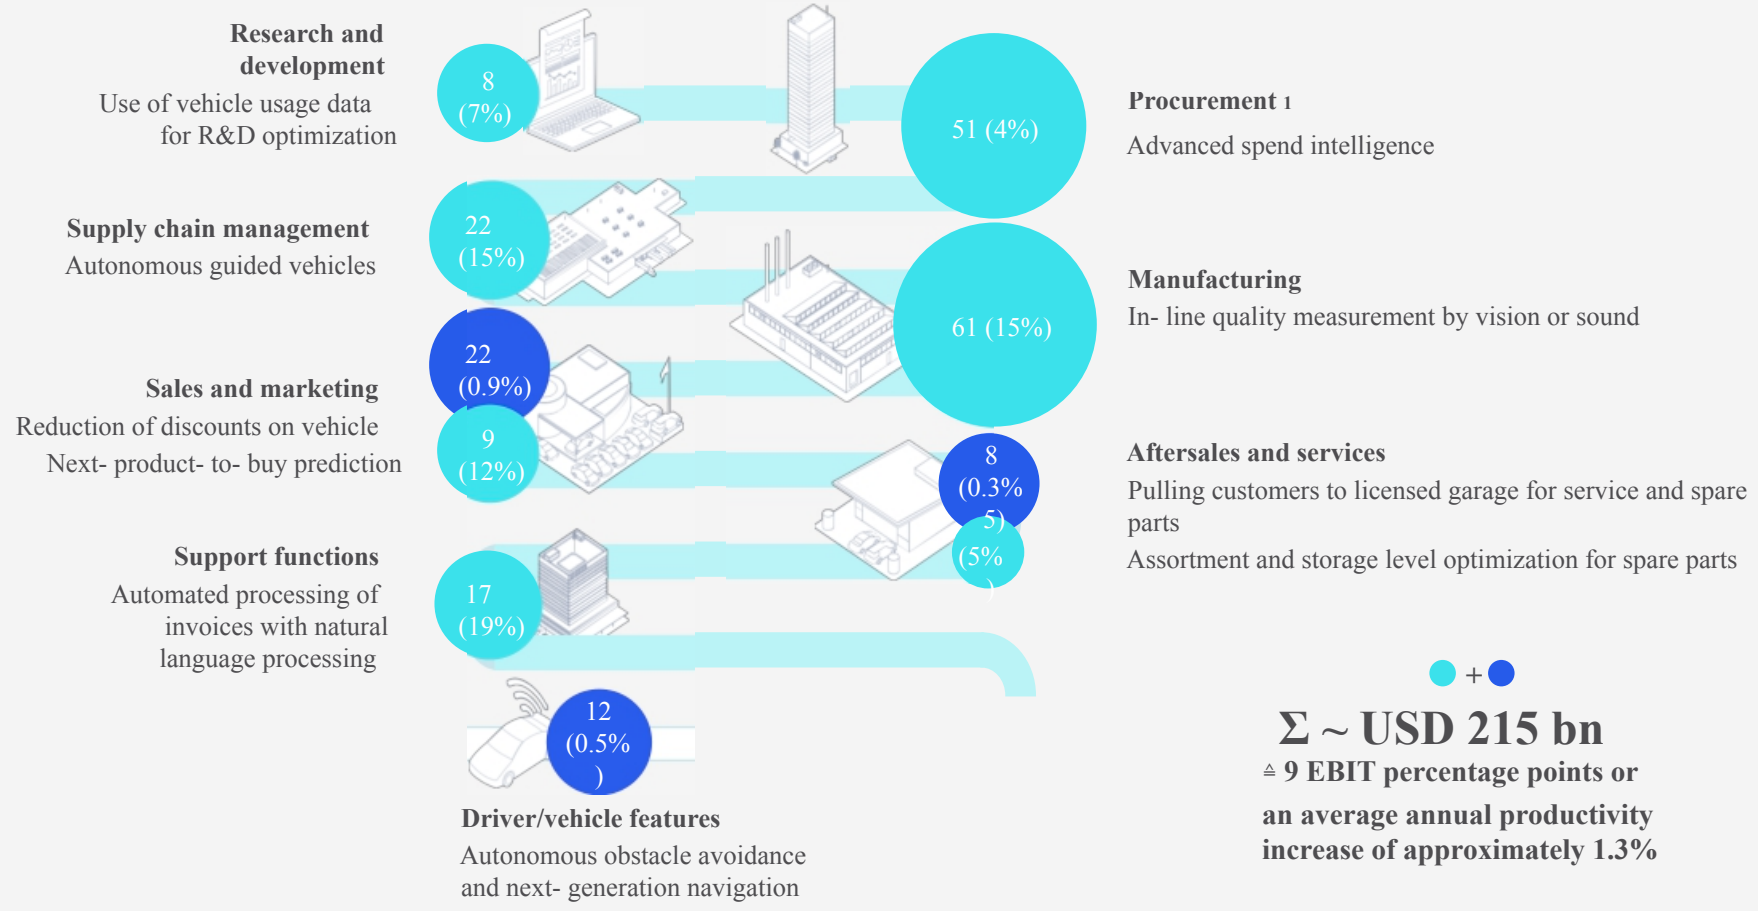 Research and
development
Use of vehicle usage data
for R&D optimization
8
(7%)
51 (4%)
Procurement 1
Advanced spend intelligence
Supply chain management
Autonomous guided vehicles
22
(15%)
61 (15%)
Manufacturing
In- line quality measurement by vision or sound
22
(0.9%)
Sales and marketing
Reduction of discounts on vehicle
Next- product- to- buy prediction
9
(12%)
8
(0.3%
5)
(5%
)
Aftersales and services
Pulling customers to licensed garage for service and spare
parts
Assortment and storage level optimization for spare parts
Support functions
Automated processing of
invoices with natural
language processing
17
(19%)
12
(0.5%
)
Driver/vehicle features
Autonomous obstacle avoidance
and next- generation navigation
+
Σ ~ USD 215 bn
≙ 9 EBIT percentage points or
an average annual productivity
increase of approximately 1.3%